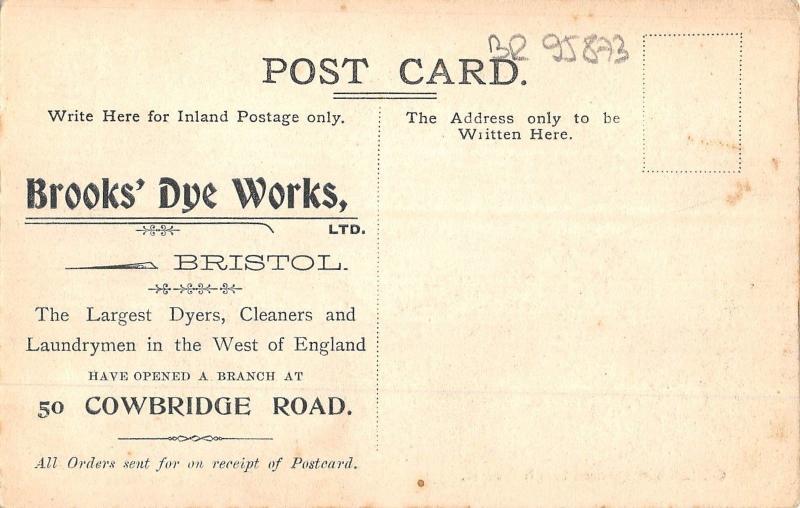 BR 95873
POST CARD.
Write Here for Inland Postage only.
The Address only to be
Written Here.
Brooks' Dye Works,
LTD.
BRISTOL.
The Largest Dyers, Cleaners and
Laundrymen in the West of England
HAVE OPENED A BRANCH AT
50 COWBRIDGE ROAD.
All Orders sent for on receipt of Postcard.